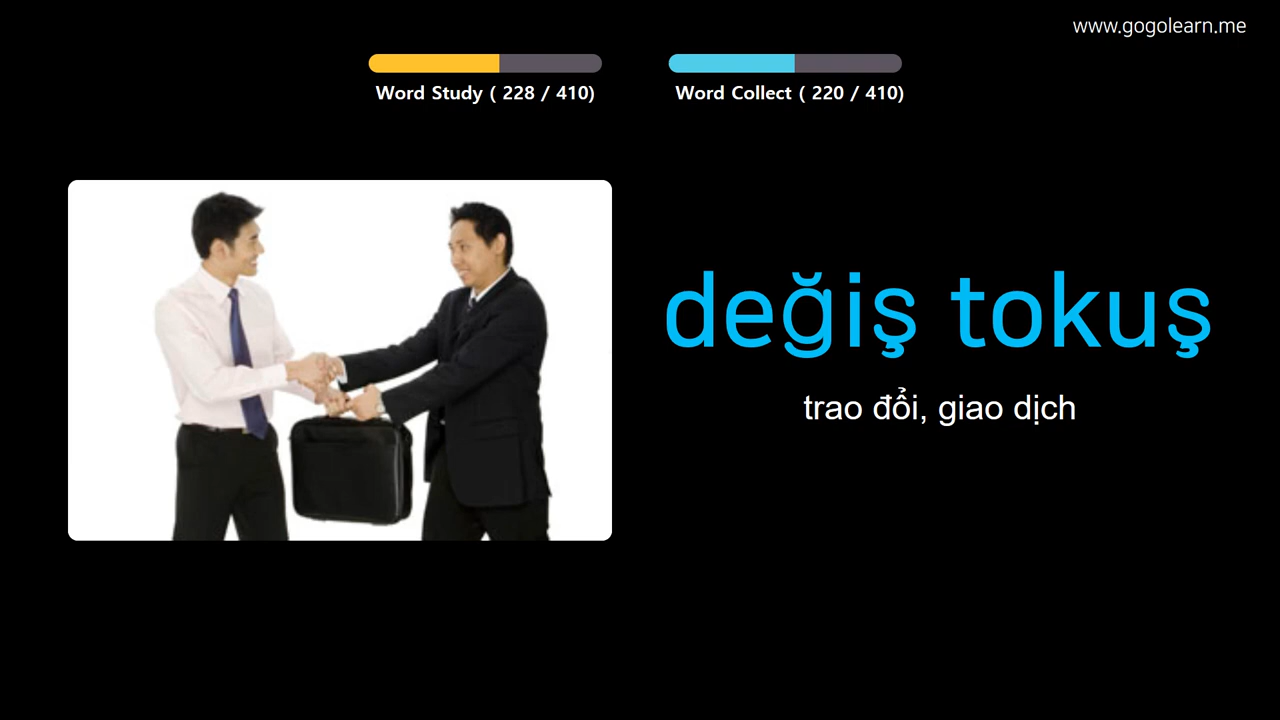 www.gogolearn.me
Word Study ( 228 / 410)
Word Collect ( 220 / 410)
değiş tokuş
trao đổi, giao dịch